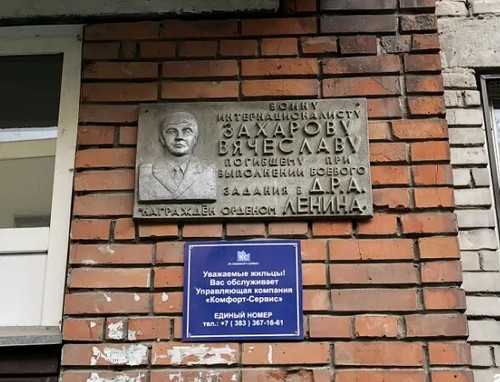 ВОИНУ
ИНТЕРНАЦИОНАЛИСТУ
ЗАХАРОВУ
ВЯЧЕСЛАВУ
ПОГИБШЕМУ ПРИ
ВЫПОЛНЕНИИ БОЕВОГО
ЗАДАНИЯ В Д.Р.А.
НАГРАЖДЁН ОРДЕНОМ ЛЕНИНА
Уважаемые жильцы!
Вас обслуживает
Управляющая компания
«Комфорт-Сервис»
ЕДИНЫЙ НОМЕР
тел.: +7 ( 383 ) 367-16-61